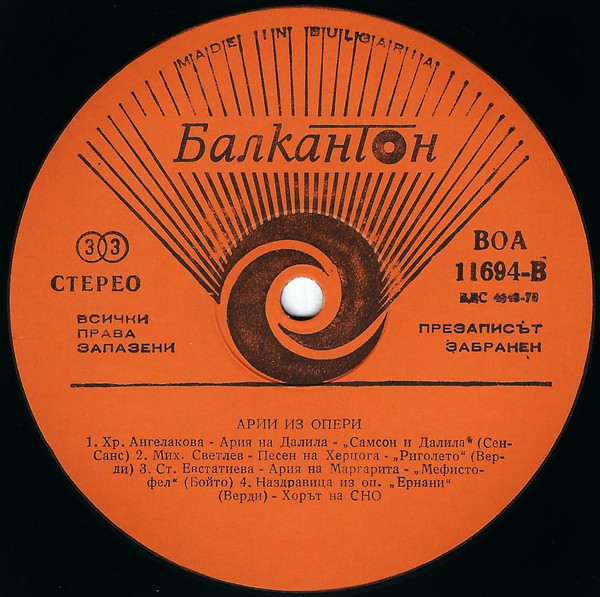 MADE IN BULGARIA
Балкантон
33
СТЕРЕО
ВСИЧКИ
ПРАВА
ЗАПАЗЕНИ
ВОА
11694-В
БДС
ПРЕЗАПИСЪТ
ЗАБРАНЕН
АРИИ ИЗ ОПЕРИ
1. Хр. Ангелакова - Ария на Далила - „Самсон и Далила“ (Сен-
Санс) 2. Мих. Светлев - Песен на Херцога - „Риголето“ (Вер-
ди) 3. Ст. Евстатиева - Ария на Маргарита - „Мефисто-
фел“ (Бойто) 4. Наздравица из оп. „Ернани“
(Верди) - Хорът на СНО